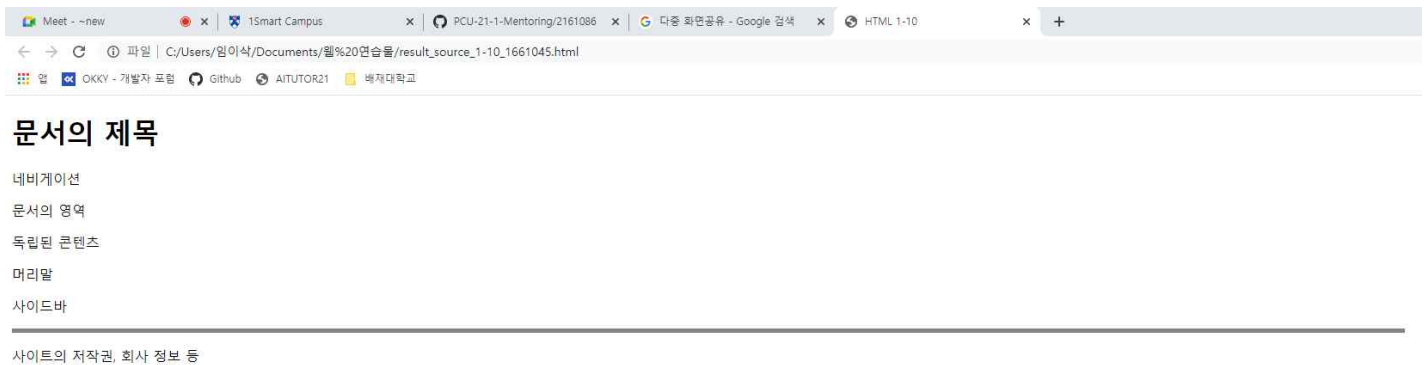 Meet - ~new
1Smart Campus
PCU-21-1-Mentoring/2161086
다중 화면공유 - Google 검색
HTML 1-10
파일 | C:/Users/임이삭/Documents/웹%20연습물/result_source_1-10_1661045.html
앱 OKKY - 개발자 포럼 Github AITUTOR21 배재대학교
문서의 제목
네비게이션
문서의 영역
독립된 콘텐츠
머리말
사이드바
사이트의 저작권, 회사 정보 등